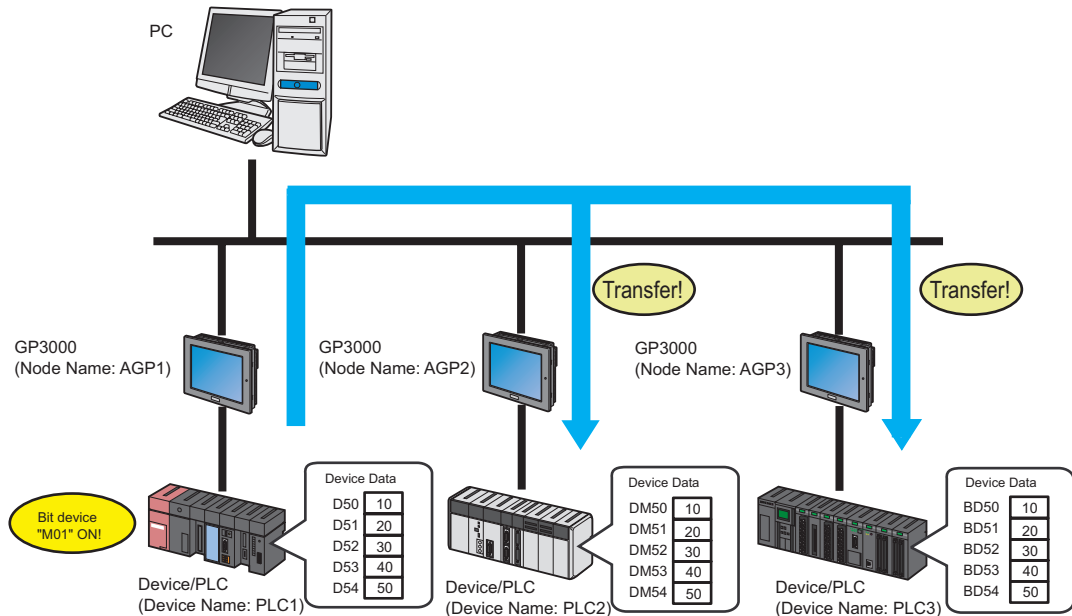 PC
Transfer!
Transfer!
GP3000
(Node Name: AGP1)
GP3000
(Node Name: AGP2)
GP3000
(Node Name: AGP3)
Bit device
"M01" ON!
Device Data
D50 10
D51 20
D52 30
D53 40
D54 50
Device/PLC
(Device Name: PLC1)
Device Data
DM50 10
DM51 20
DM52 30
DM53 40
DM54 50
Device/PLC
(Device Name: PLC2)
Device Data
BD50 10
BD51 20
BD52 30
BD53 40
BD54 50
Device/PLC
(Device Name: PLC3)